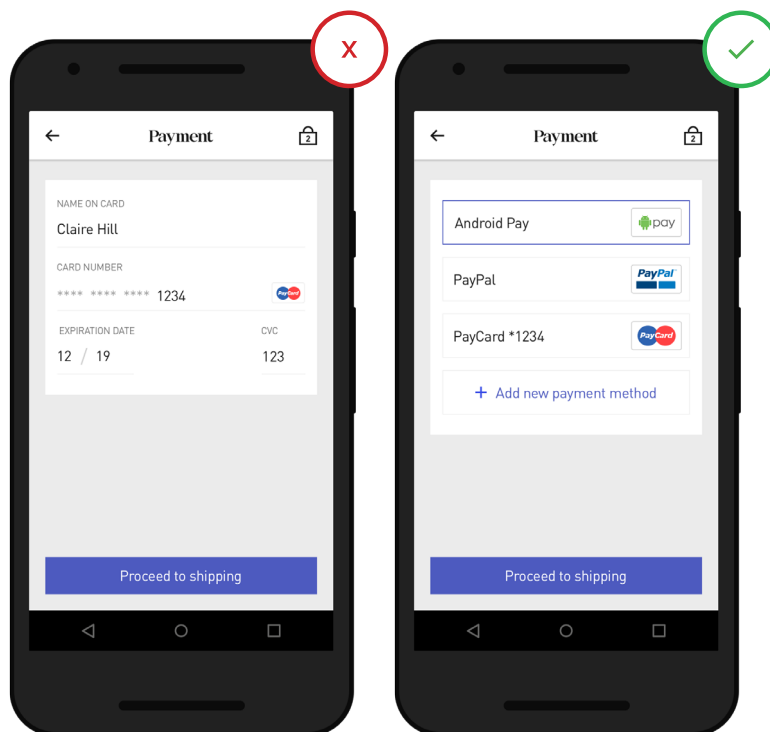 X
Payment
2
NAME ON CARD
Claire Hill
CARD NUMBER
**** **** **** 1234
PayCard
EXPIRATION DATE
CVC
12 / 19
123
Proceed to shipping
Payment
2
Android Pay
pay
PayPal
PayPal
PayCard *1234
PayCard
+ Add new payment method
Proceed to shipping